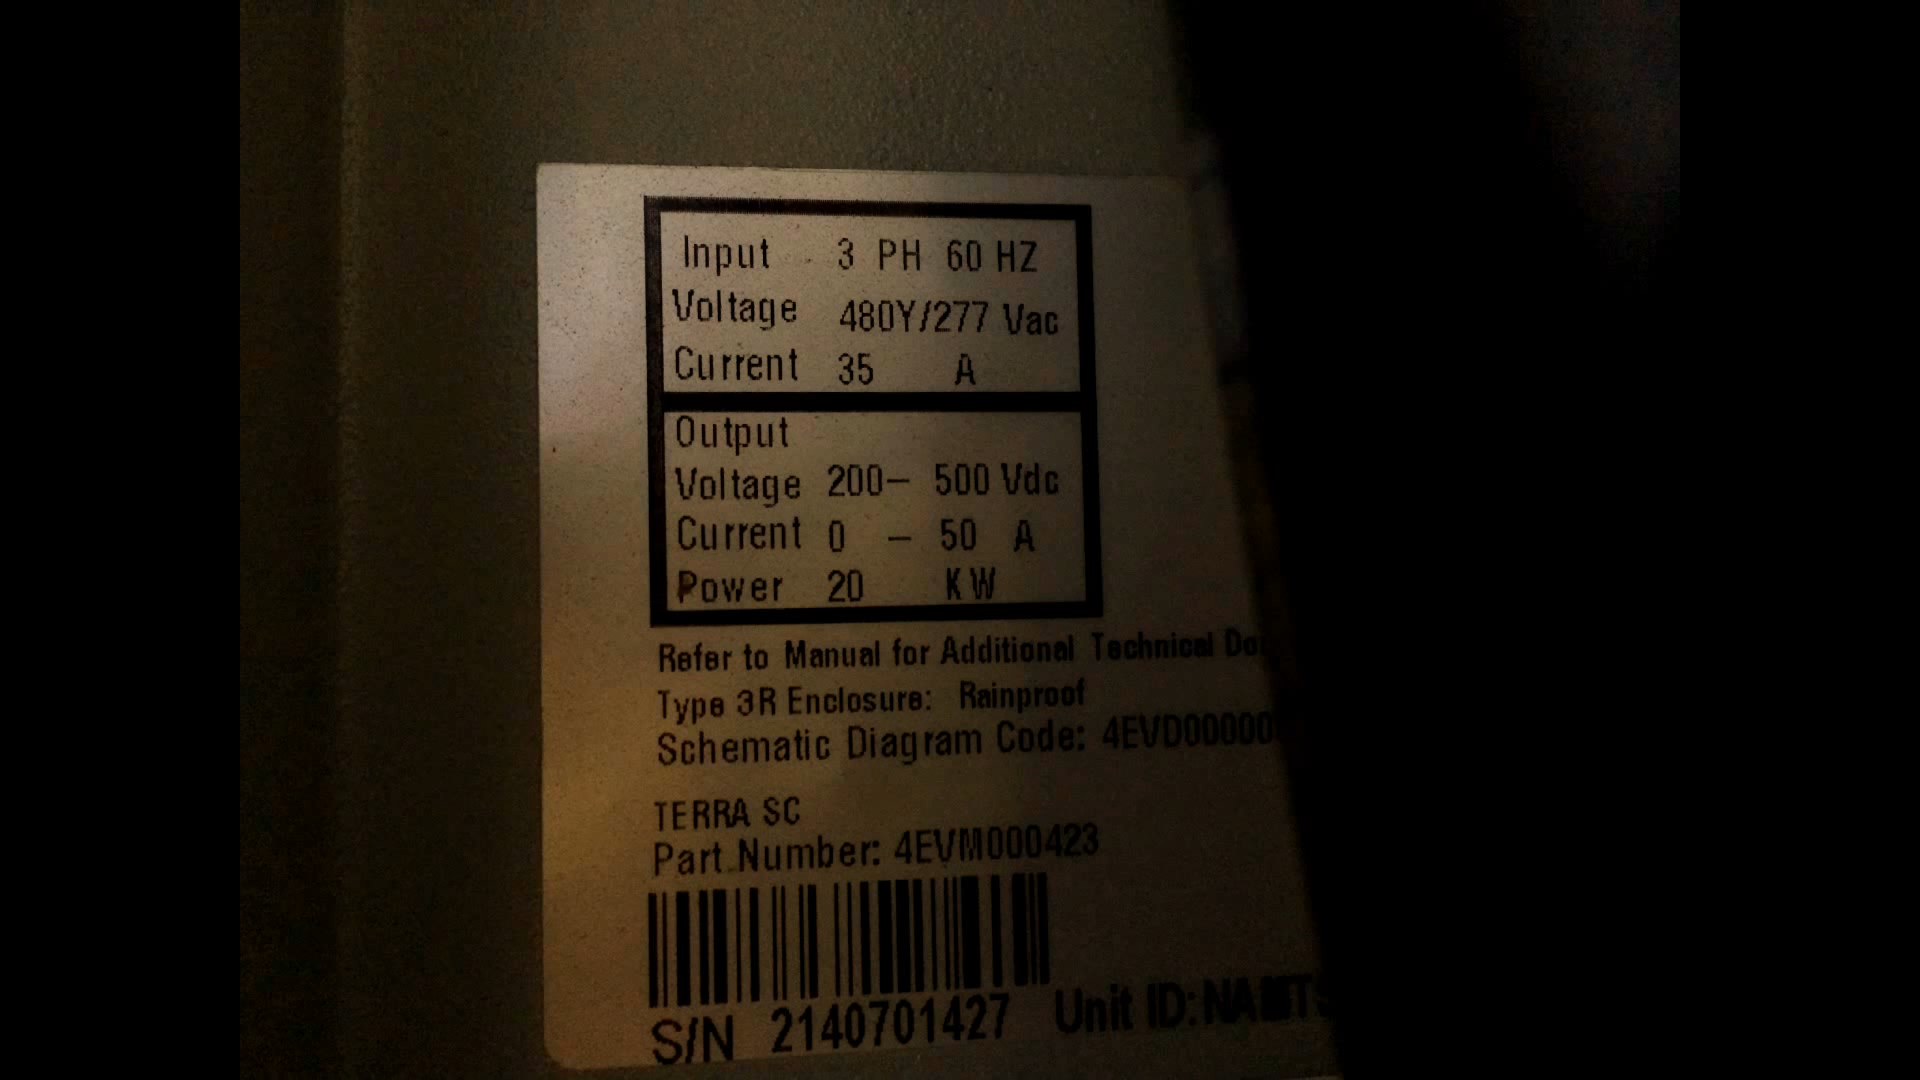 Input 3 PH 60 HZ
Voltage 480Y/277 Vac
Current 35 A
Output
Voltage 200– 500 Vdc
Current 0 – 50 A
Power 20 KW
Refer to Manual for Additional Technical
Type 3R Enclosure: Rainproof
Schematic Diagram Code:
TERRA SC
Part Number: 4EVM000423
S/N 2140701427 Unit ID: